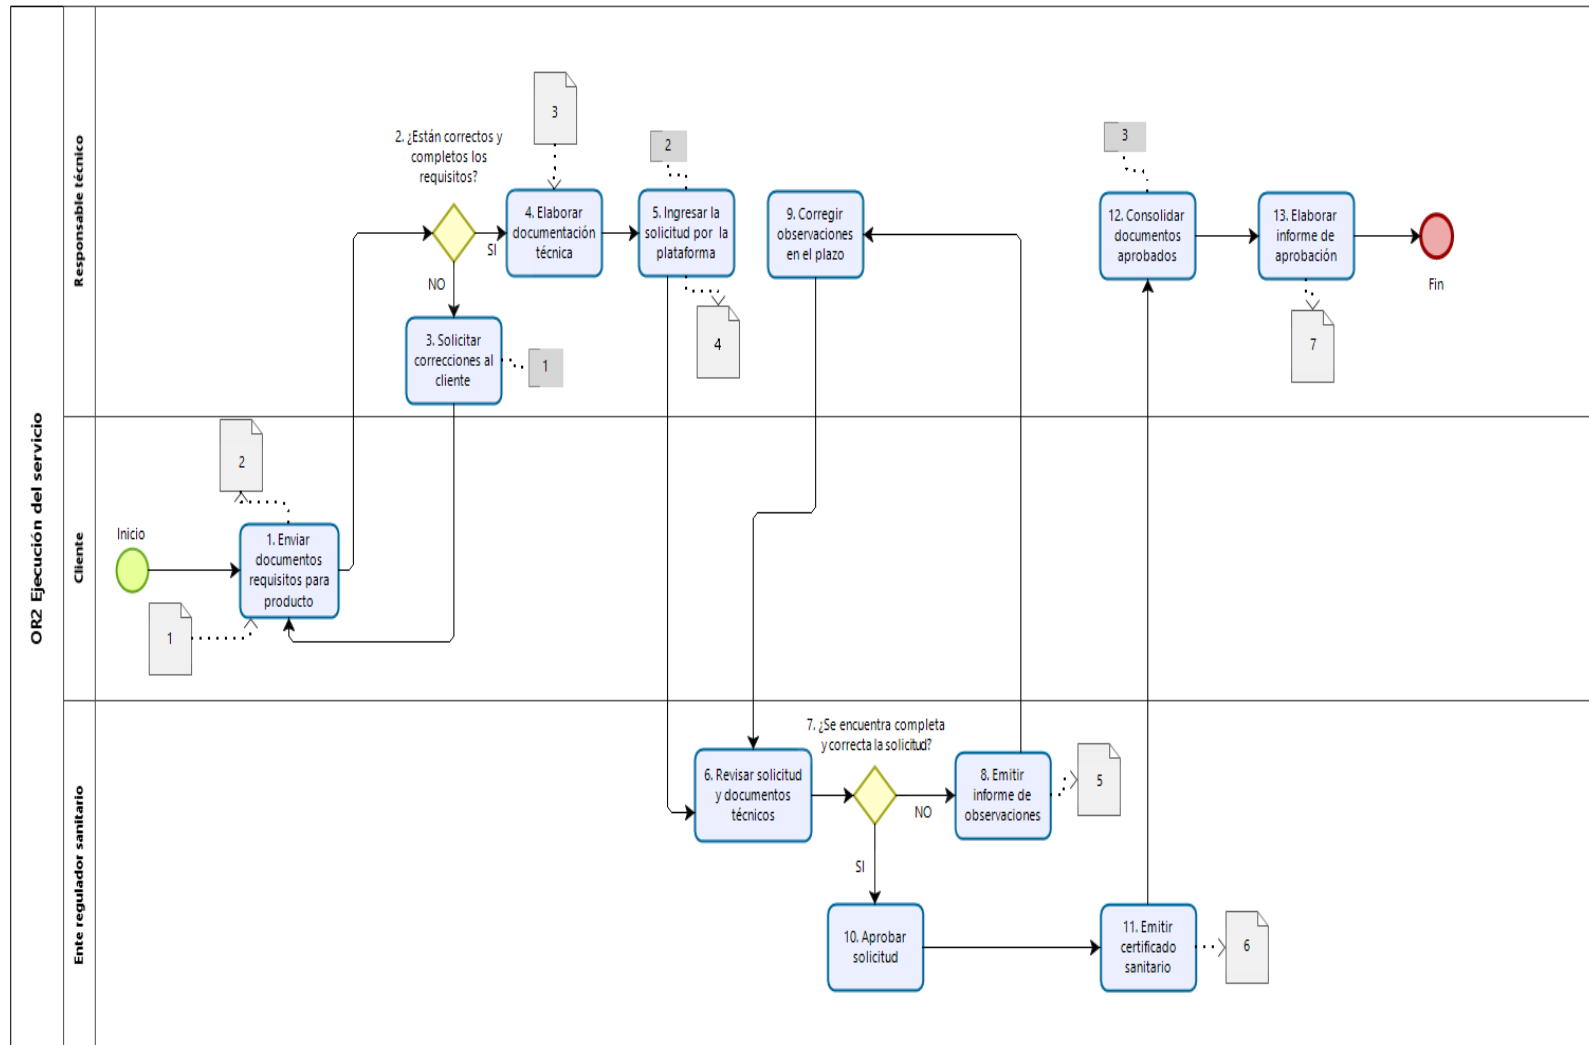 OR2 Ejecución del servicio
Responsable técnico
3
2. ¿Están correctos y
completos los
requisitos?
SI
NO
4. Elaborar
documentación
técnica
2
5. Ingresar la
solicitud por la
plataforma
4
9. Corregir
observaciones
en el plazo
3
12. Consolidar
documentos
aprobados
13. Elaborar
informe de
aprobación
7
Fin
3. Solicitar
correcciones al
cliente
1
Cliente
2
Inicio
1. Enviar
documentos
requisitos para
producto
1
Ente regulador sanitario
6. Revisar solicitud
y documentos
técnicos
7. ¿Se encuentra completa
y correcta la solicitud?
NO
SI
8. Emitir
informe de
observaciones
5
10. Aprobar
solicitud
11. Emitir
certificado
sanitario
6